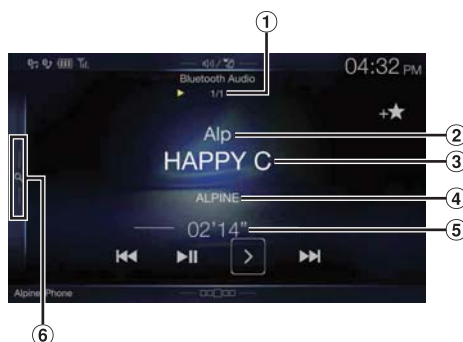 ①
04:32 PM
Bluetooth Audio
1/1
Alp
②
HAPPY C
③
ALPINE
④
02'14"
⑤
Alpine Phone
⑥